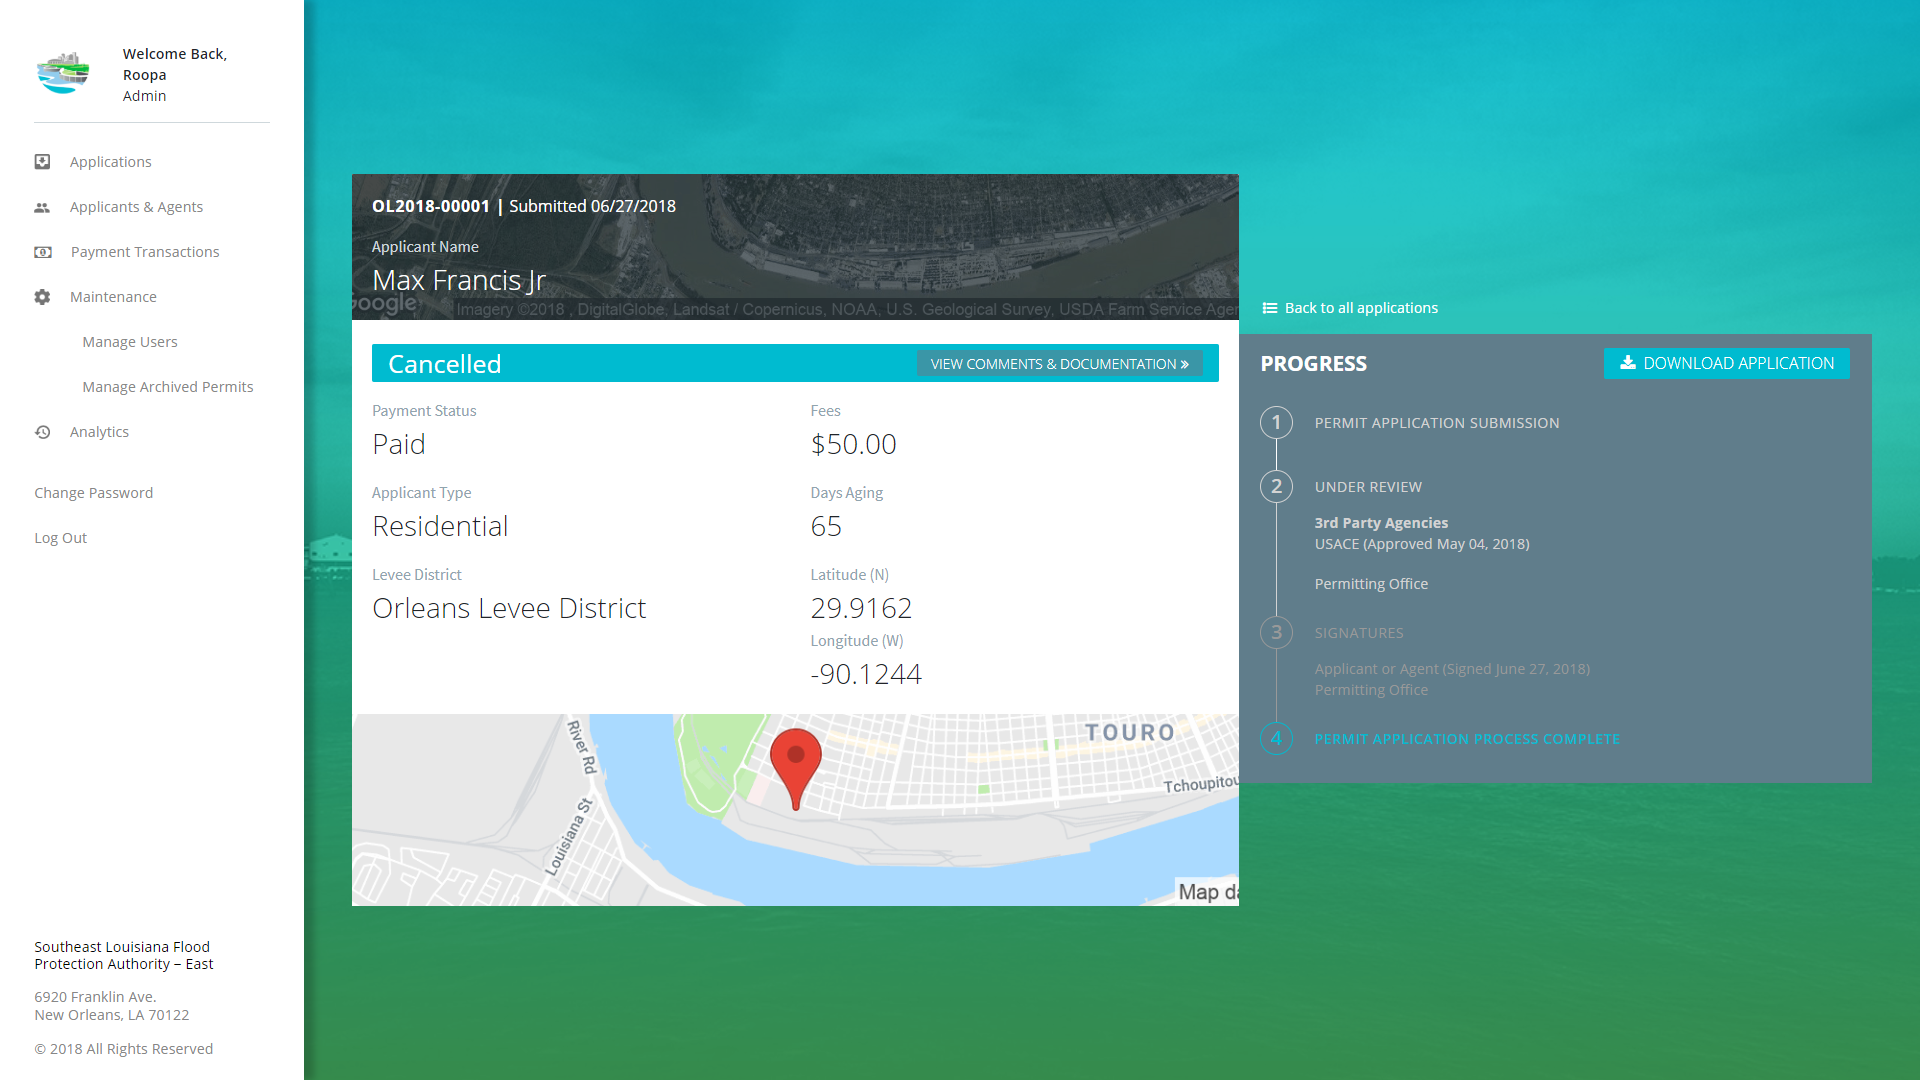 Welcome Back,
Roopa
Admin
Applications
Applicants & Agents
Payment Transactions
Maintenance
Manage Users
Manage Archived Permits
Analytics
Change Password
Log Out
Southeast Louisiana Flood
Protection Authority – East
6920 Franklin Ave.
New Orleans, LA 70122
© 2018 All Rights Reserved
OL2018-00001 | Submitted 06/27/2018
Applicant Name
Max Francis Jr
Google
Imagery ©2018 , DigitalGlobe, Landsat / Copernicus, NOAA, U.S. Geological Survey, USDA Farm Service Agen
Cancelled
VIEW COMMENTS & DOCUMENTATION »
Payment Status
Paid
Fees
$50.00
Applicant Type
Residential
Days Aging
65
Levee District
Orleans Levee District
Latitude (N)
29.9162
Longitude (W)
-90.1244
River Rd
Louisiana St
TOURO
Tchoupitou
Map da
Back to all applications
PROGRESS
DOWNLOAD APPLICATION
1 PERMIT APPLICATION SUBMISSION
2 UNDER REVIEW
3rd Party Agencies
USACE (Approved May 04, 2018)
Permitting Office
3 SIGNATURES
Applicant or Agent (Signed June 27, 2018)
Permitting Office
4 PERMIT APPLICATION PROCESS COMPLETE